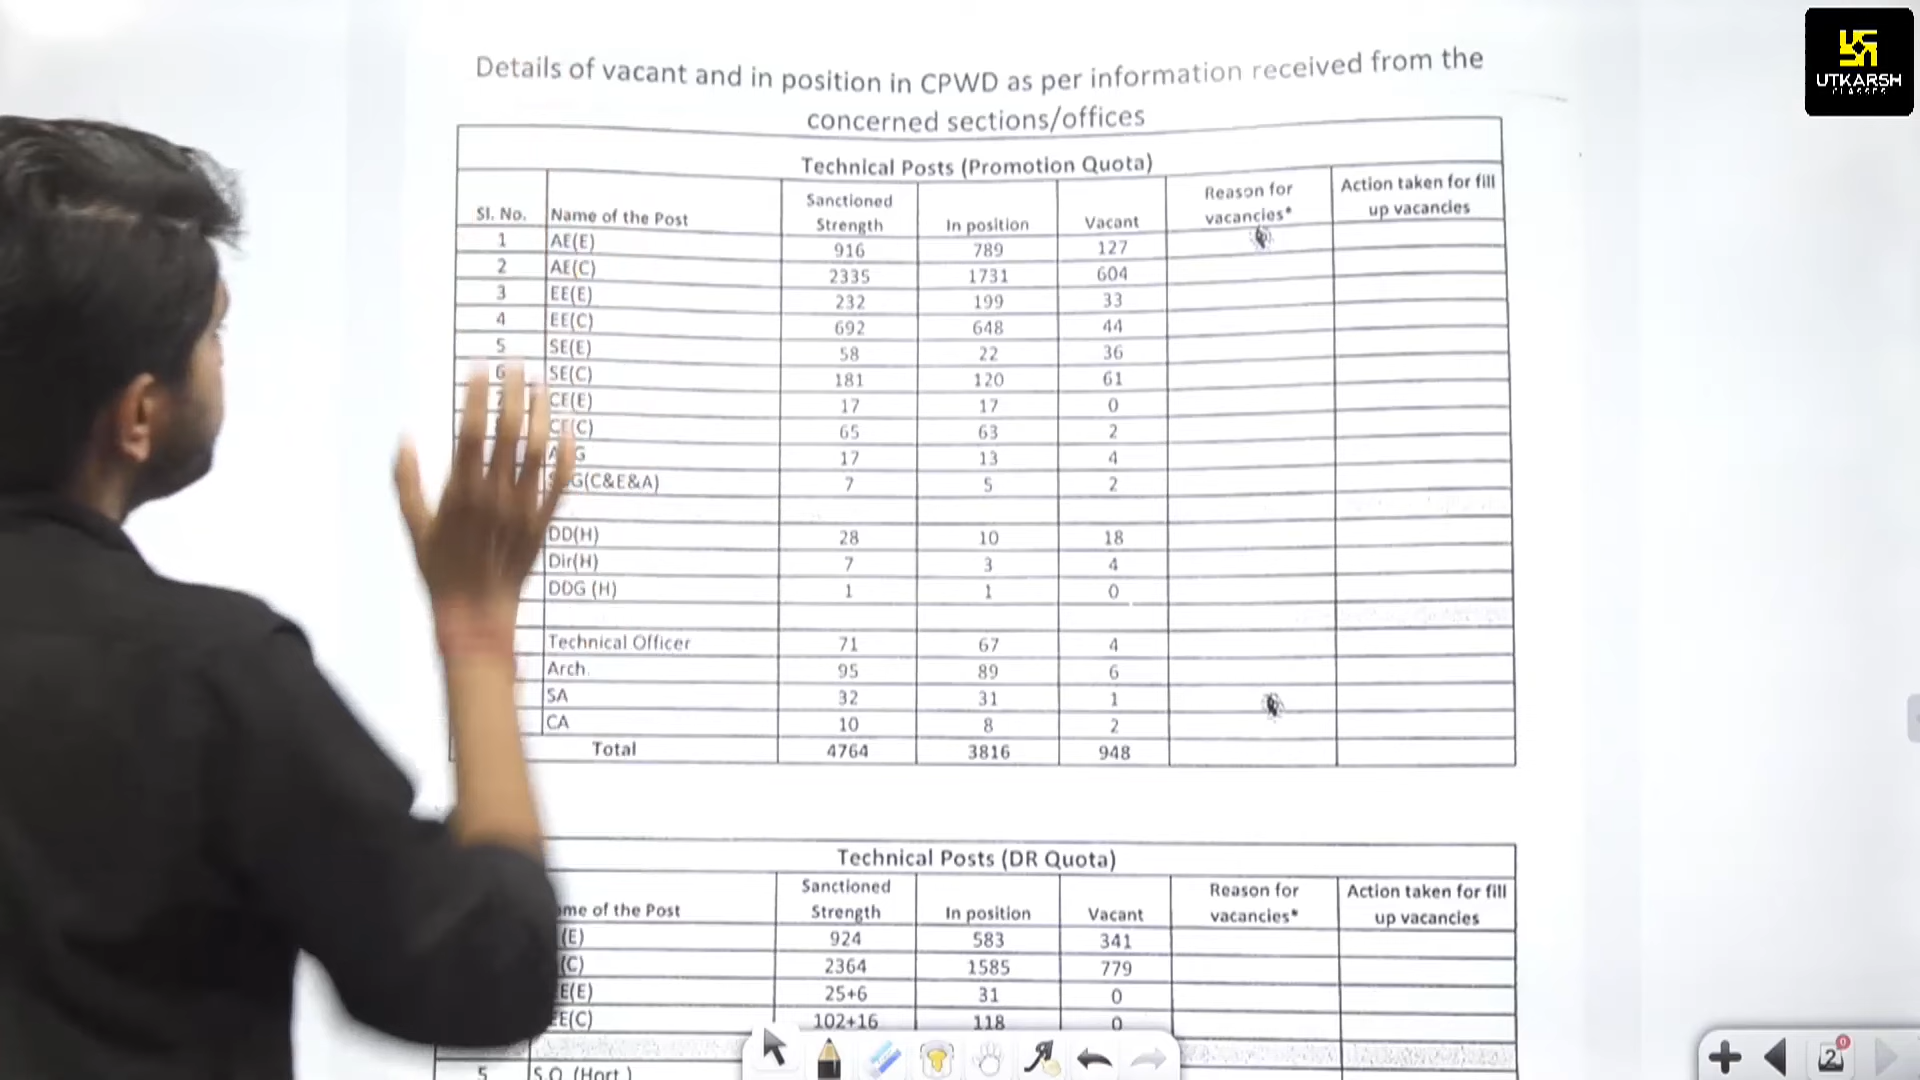 UTKARSH
CLASSES
Details of vacant and in position in CPWD as per information received from the
concerned sections/offices
Technical Posts (Promotion Quota)
Sl. No. Name of the Post Sanctioned Strength In position Vacant Reason for vacancies* Action taken for fill up vacancies
1 AE(E) 916 789 127
2 AE(C) 2335 1731 604
3 EE(E) 232 199 33
4 EE(C) 692 648 44
5 SE(E) 58 22 36
6 SE(C) 181 120 61
7 CE(E) 17 17 0
CE(C) 65 63 2
17 13 4
G(C&E&A) 7 5 2
DD(H) 28 10 18
Dir(H) 7 3 4
DDG (H) 1 1 0
Technical Officer 71 67 4
Arch. 95 89 6
SA 32 31 1
CA 10 8 2
Total 4764 3816 948
Technical Posts (DR Quota)
me of the Post Sanctioned Strength In position Vacant Reason for vacancies* Action taken for fill up vacancies
(E) 924 583 341
(C) 2364 1585 779
E(E) 25+6 31 0
EE(C) 102+16 118 0
5 S.O. (Hort.)
2
0